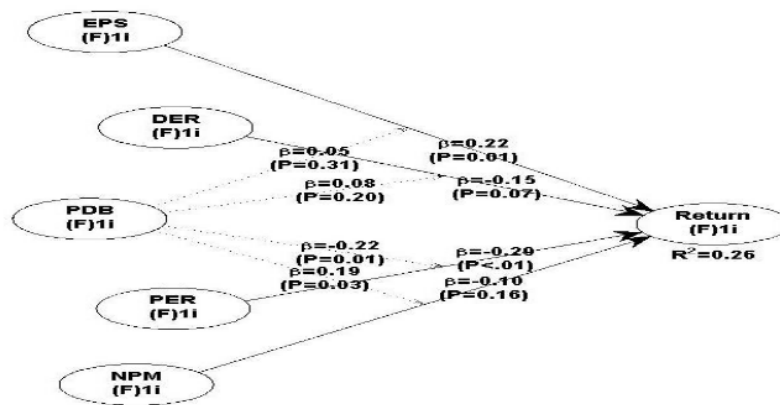 EPS
(F)1i
DER
(F)1i
β=0.05
(P=0.31)
β=0.22
(P=0.01)
β=0.08
(P=0.20)
β=-0.15
(P=0.07)
PDB
(F)1i
Return
(F)1i
R²=0.26
β=-0.22
(P=0.01)
β=-0.29
(P<.01)
β=0.19
(P=0.03)
β=-0.10
(P=0.16)
PER
(F)1i
NPM
(F)1i